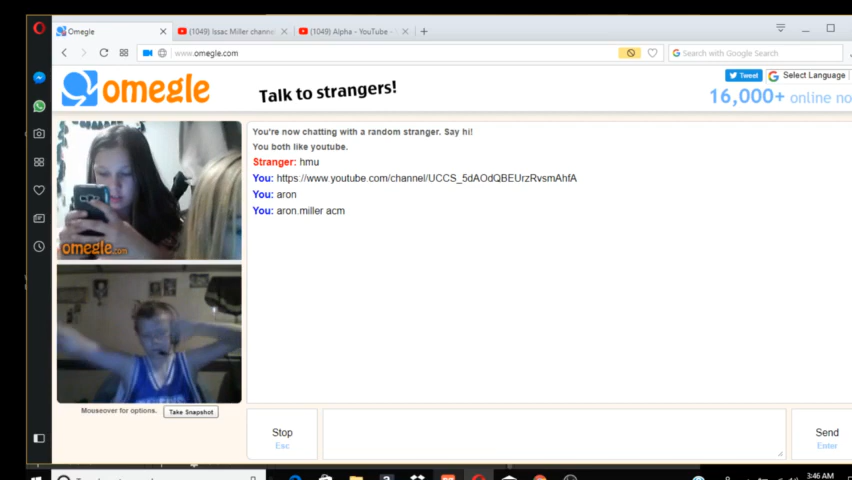 Omegle
(1049) Issac Miller channe
(1049) Alpha - YouTube -
www.omegle.com
Search with Google Search
omegle
Talk to strangers!
Tweet
Select Language
16,000+ online no
You're now chatting with a random stranger. Say hi!
You both like youtube.
Stranger: hmu
You: https://www.youtube.com/channel/UCCS_5dAOdQBEUrzRvsmAhfA
You: aron
You: aron.miller acm
omegle.com
Mouseover for options.
Take Snapshot
Stop
Esc
Send
Enter
3:46 AM